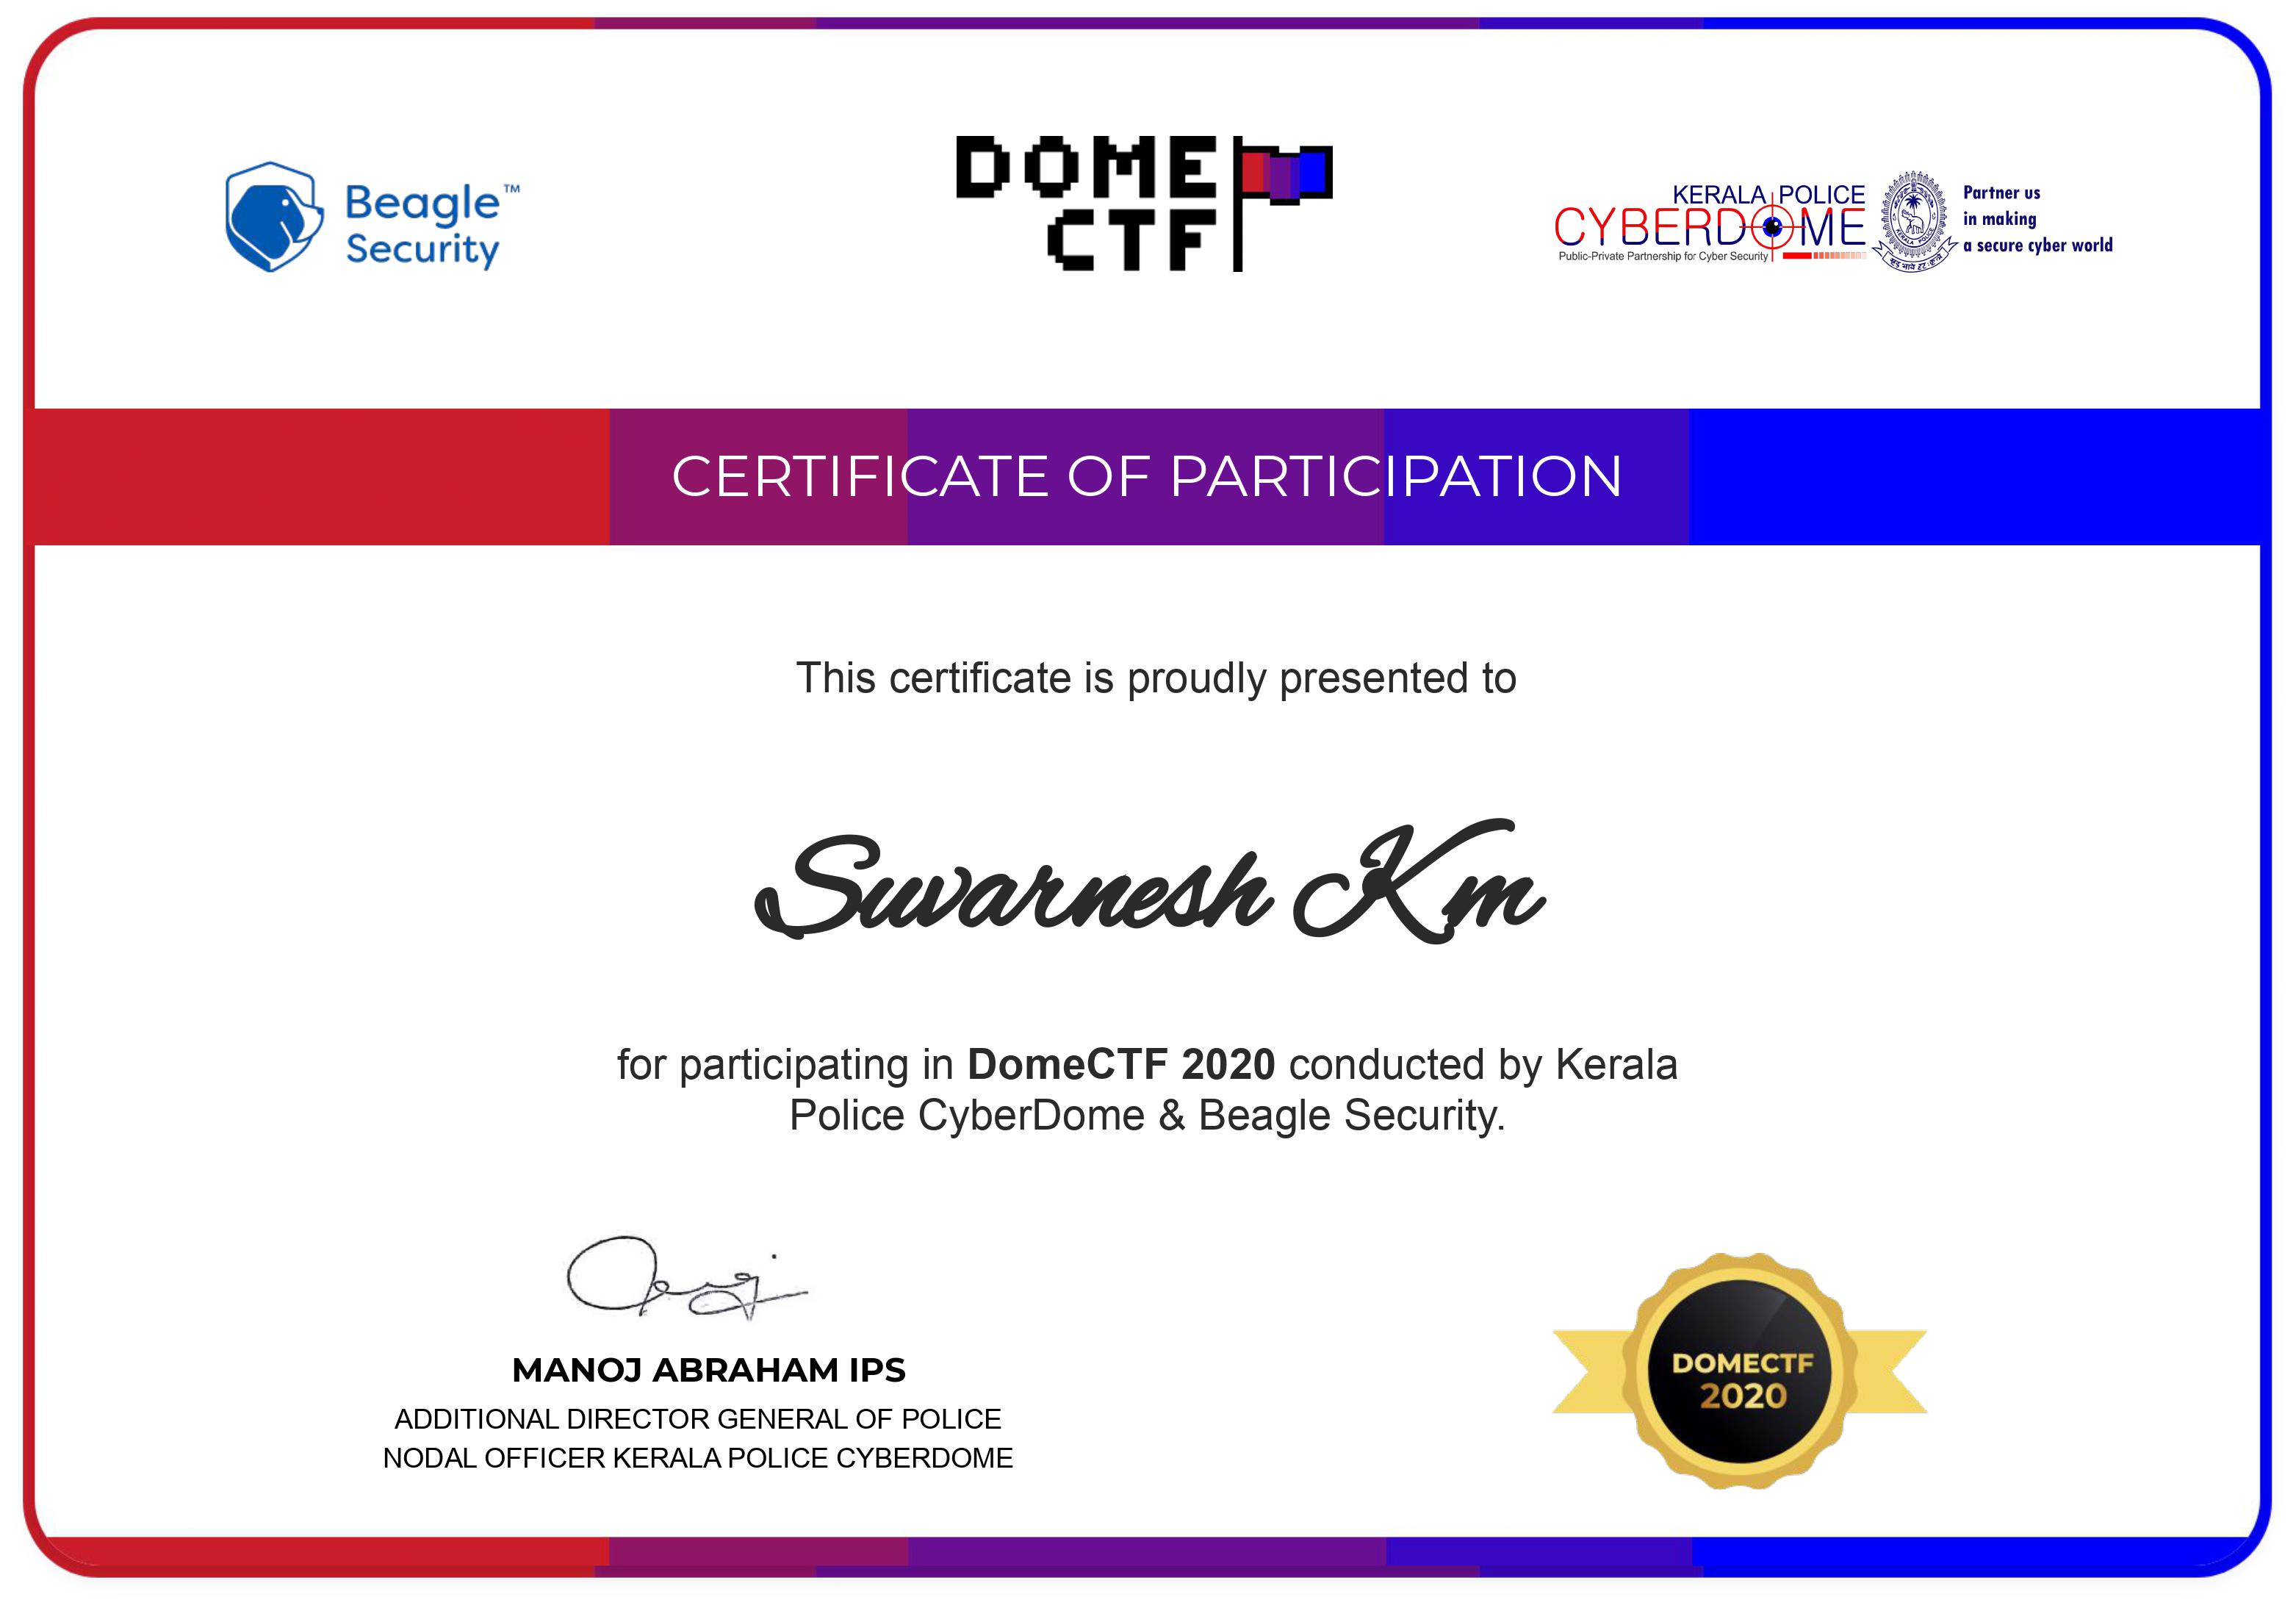 Beagle™
Security
DOME
CTF
KERALA POLICE
CYBERDOME
Public-Private Partnership for Cyber Security
Partner us
in making
a secure cyber world
CERTIFICATE OF PARTICIPATION
This certificate is proudly presented to
Suvarnesh Km
for participating in DomeCTF 2020 conducted by Kerala
Police CyberDome & Beagle Security.
MANOJ ABRAHAM IPS
ADDITIONAL DIRECTOR GENERAL OF POLICE
NODAL OFFICER KERALA POLICE CYBERDOME
DOMECTF
2020